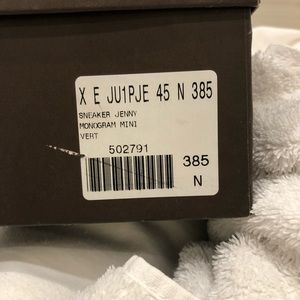 X E JU1PJE 45 N 385
SNEAKER JENNY
MONOGRAM MINI
VERT
502791
385
N